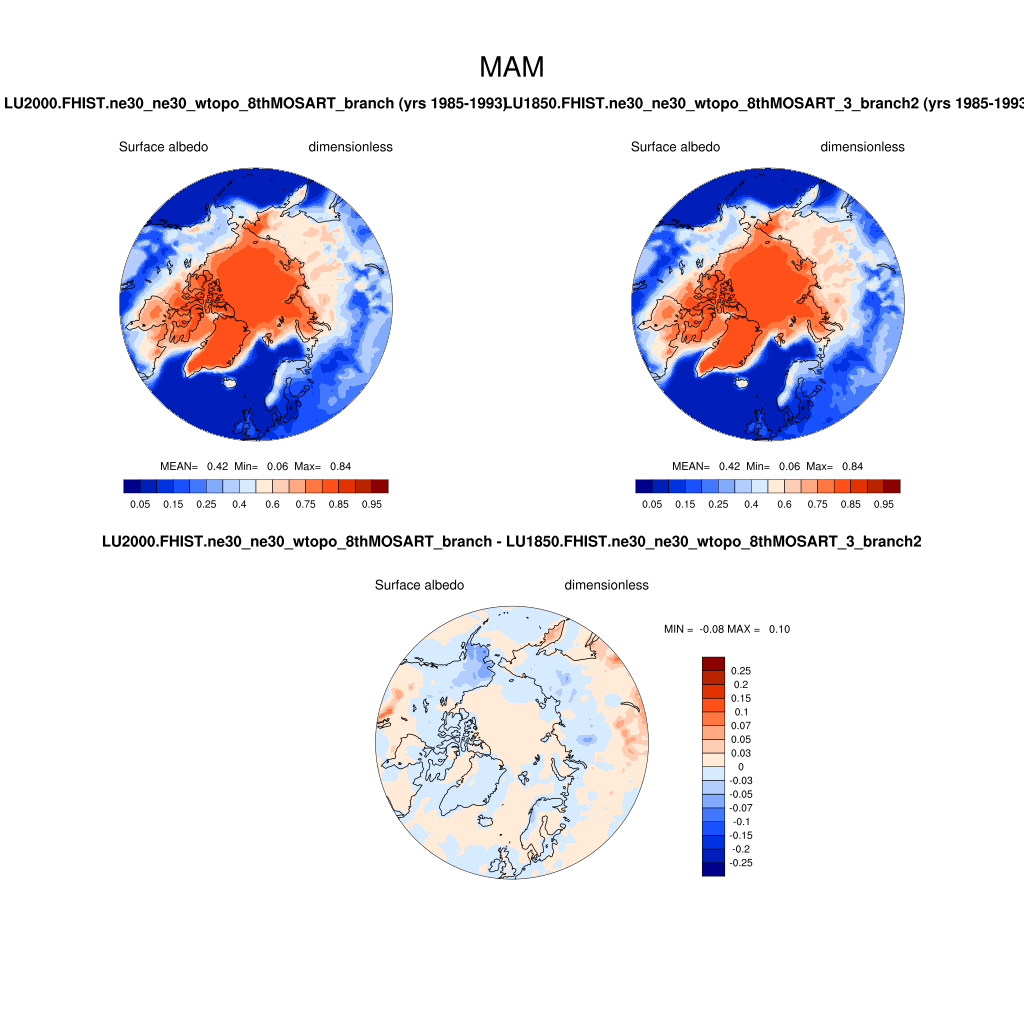 MAM
LU2000.FHIST.ne30_ne30_wtopo_8thMOSART_branch (yrs 1985-1993)
LU1850.FHIST.ne30_ne30_wtopo_8thMOSART_3_branch2 (yrs 1985-1993
Surface albedo dimensionless
Surface albedo dimensionless
MEAN= 0.42 Min= 0.06 Max= 0.84
MEAN= 0.42 Min= 0.06 Max= 0.84
0.05 0.15 0.25 0.4 0.6 0.75 0.85 0.95
0.05 0.15 0.25 0.4 0.6 0.75 0.85 0.95
LU2000.FHIST.ne30_ne30_wtopo_8thMOSART_branch - LU1850.FHIST.ne30_ne30_wtopo_8thMOSART_3_branch2
Surface albedo dimensionless
MIN = -0.08 MAX = 0.10
0.25
0.2
0.15
0.1
0.07
0.05
0.03
0
-0.03
-0.05
-0.07
-0.1
-0.15
-0.2
-0.25